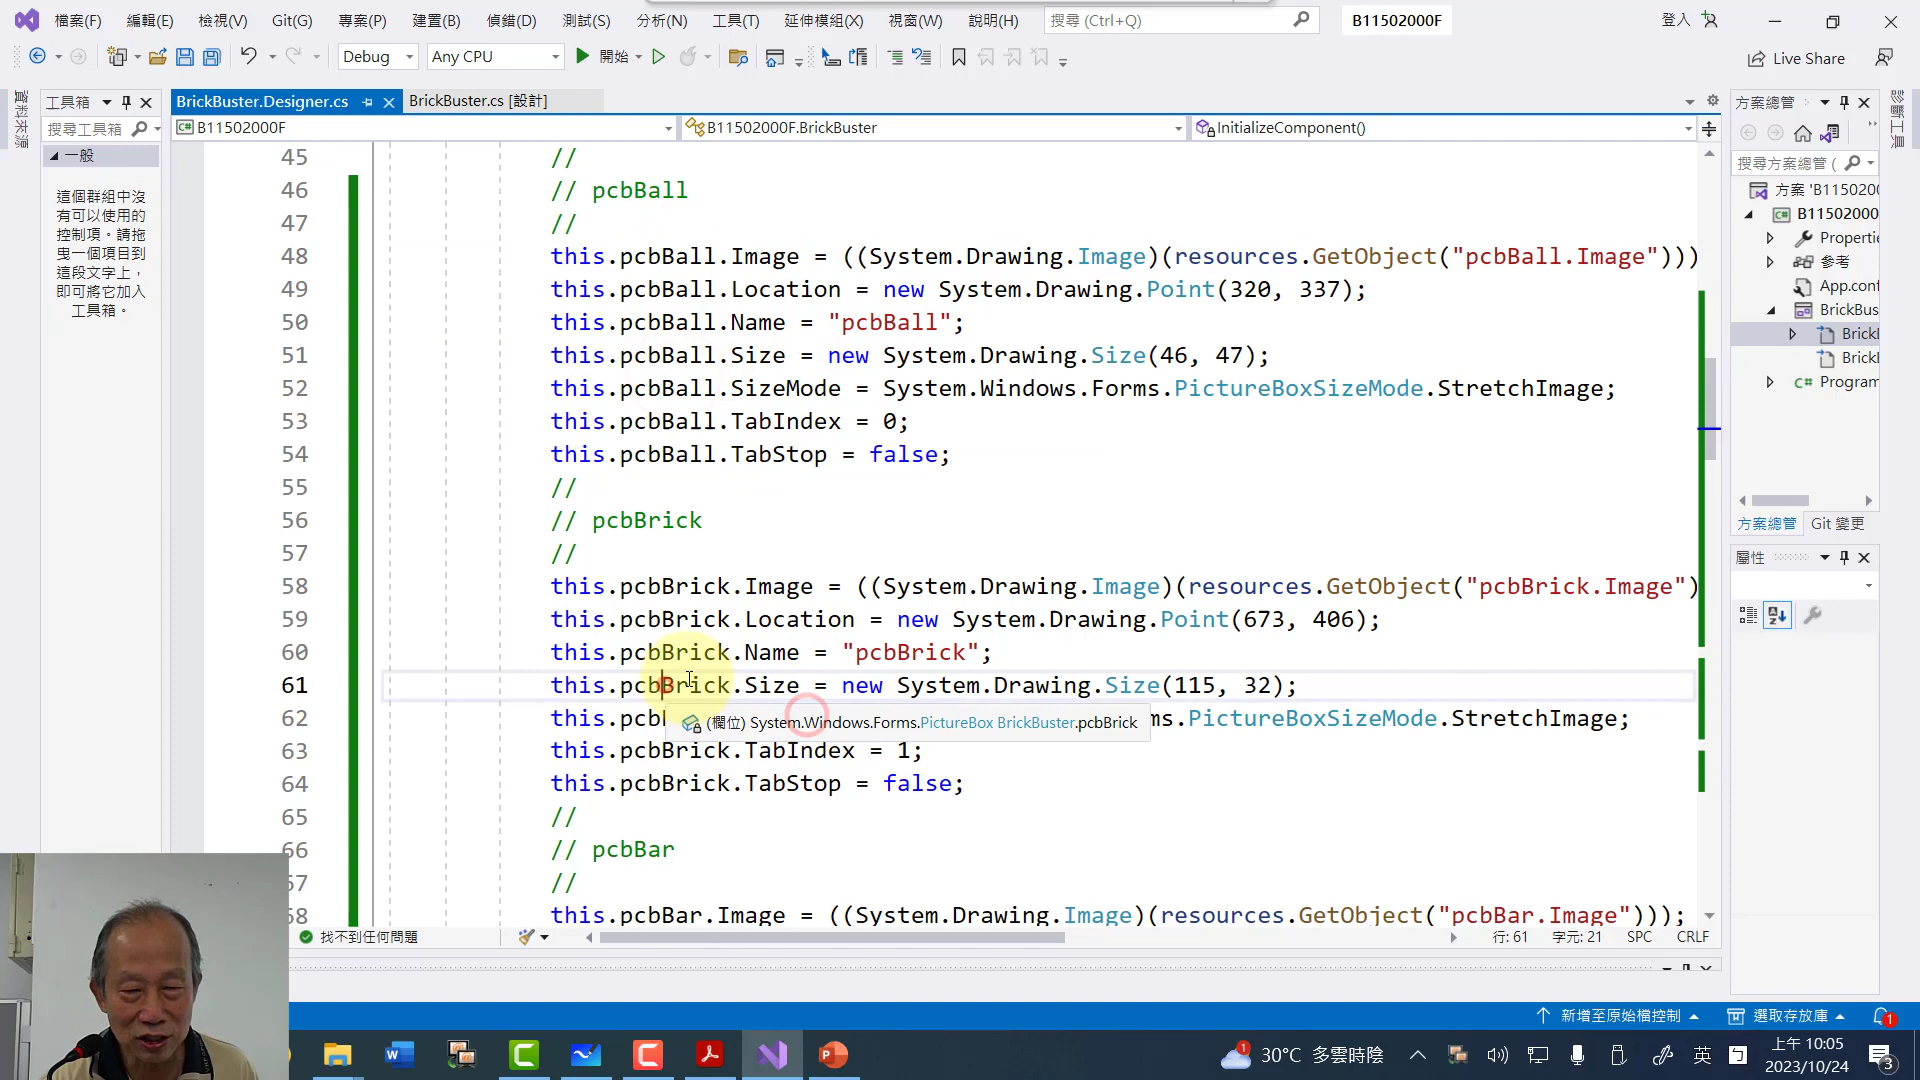 檔案(F) 編輯(E) 檢視(V) Git(G) 專案(P) 建置(B) 偵錯(D) 測試(S) 分析(N) 工具(T) 延伸模組(X) 視窗(W) 說明(H) 搜尋 (Ctrl+Q) B11502000F 登入
Debug Any CPU 開始 Live Share
資料來源 工具箱 BrickBuster.Designer.cs BrickBuster.cs [設計] 方案總管 診斷工具
搜尋工具箱 B11502000F B11502000F.BrickBuster InitializeComponent()
一般
這個群組中沒
有可以使用的
控制項。請拖
曳一個項目到
這段文字上，
即可將它加入
工具箱。
45 //
46 // pcbBall
47 //
48 this.pcbBall.Image = ((System.Drawing.Image)(resources.GetObject("pcbBall.Image")))
49 this.pcbBall.Location = new System.Drawing.Point(320, 337);
50 this.pcbBall.Name = "pcbBall";
51 this.pcbBall.Size = new System.Drawing.Size(46, 47);
52 this.pcbBall.SizeMode = System.Windows.Forms.PictureBoxSizeMode.StretchImage;
53 this.pcbBall.TabIndex = 0;
54 this.pcbBall.TabStop = false;
55 //
56 // pcbBrick
57 //
58 this.pcbBrick.Image = ((System.Drawing.Image)(resources.GetObject("pcbBrick.Image")
59 this.pcbBrick.Location = new System.Drawing.Point(673, 406);
60 this.pcbBrick.Name = "pcbBrick";
61 this.pcbBrick.Size = new System.Drawing.Size(115, 32);
62 this.pcb ms.PictureBoxSizeMode.StretchImage;
(欄位) System.Windows.Forms.PictureBox BrickBuster.pcbBrick
63 this.pcbBrick.TabIndex = 1;
64 this.pcbBrick.TabStop = false;
65 //
66 // pcbBar
67 //
68 this.pcbBar.Image = ((System.Drawing.Image)(resources.GetObject("pcbBar.Image")));
找不到任何問題 行: 61 字元: 21 SPC CRLF
搜尋方案總管 (
方案 'B115020
B11502000
Properti
參考
App.conf
BrickBus
Brick
Brick
Program
方案總管 Git 變更
屬性
新增至原始檔控制 選取存放庫 1
1 30°C 多雲時陰 英 上午 10:05
2023/10/24 3